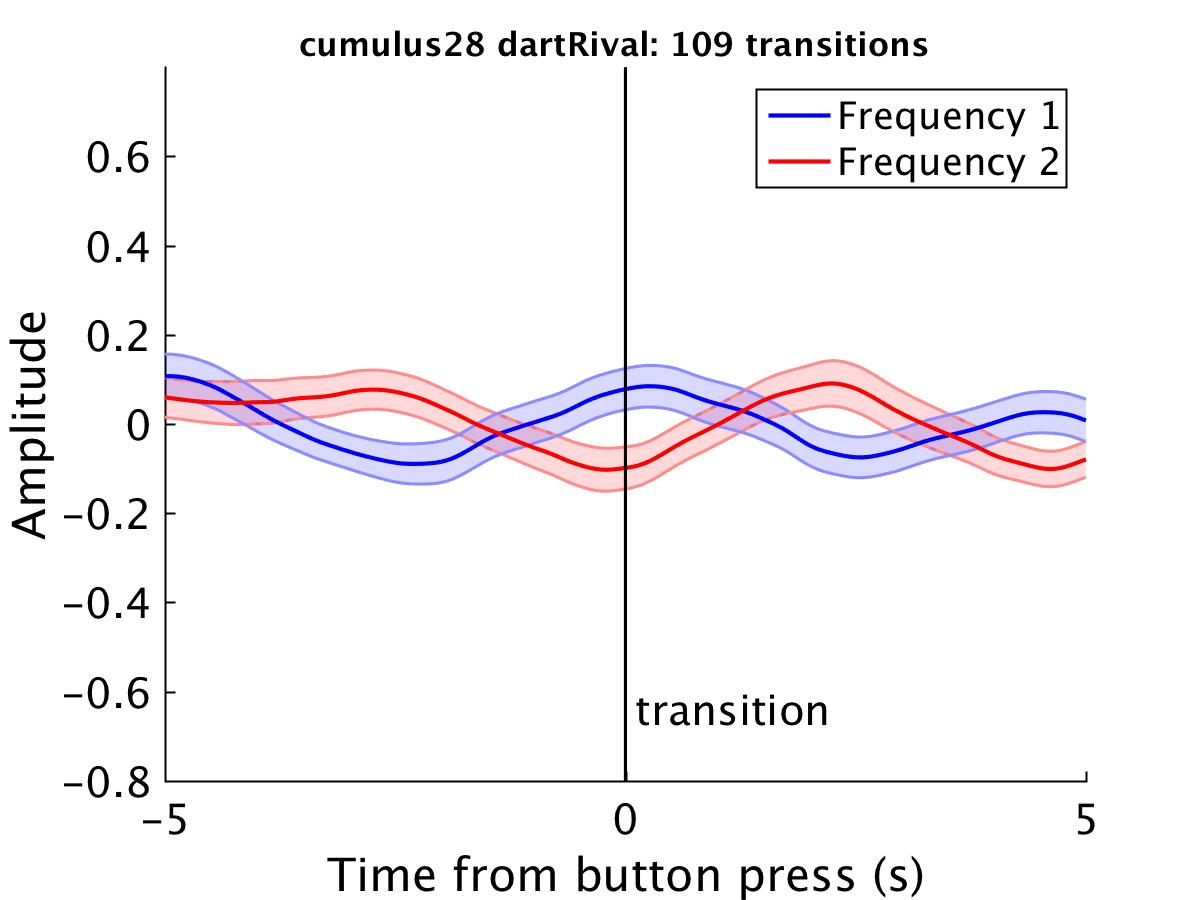 cumulus28 dartRival: 109 transitions
Frequency 1
Frequency 2
0.6
0.4
0.2
0
−0.2
−0.4
−0.6
−0.8
Amplitude
transition
−5
0
5
Time from button press (s)